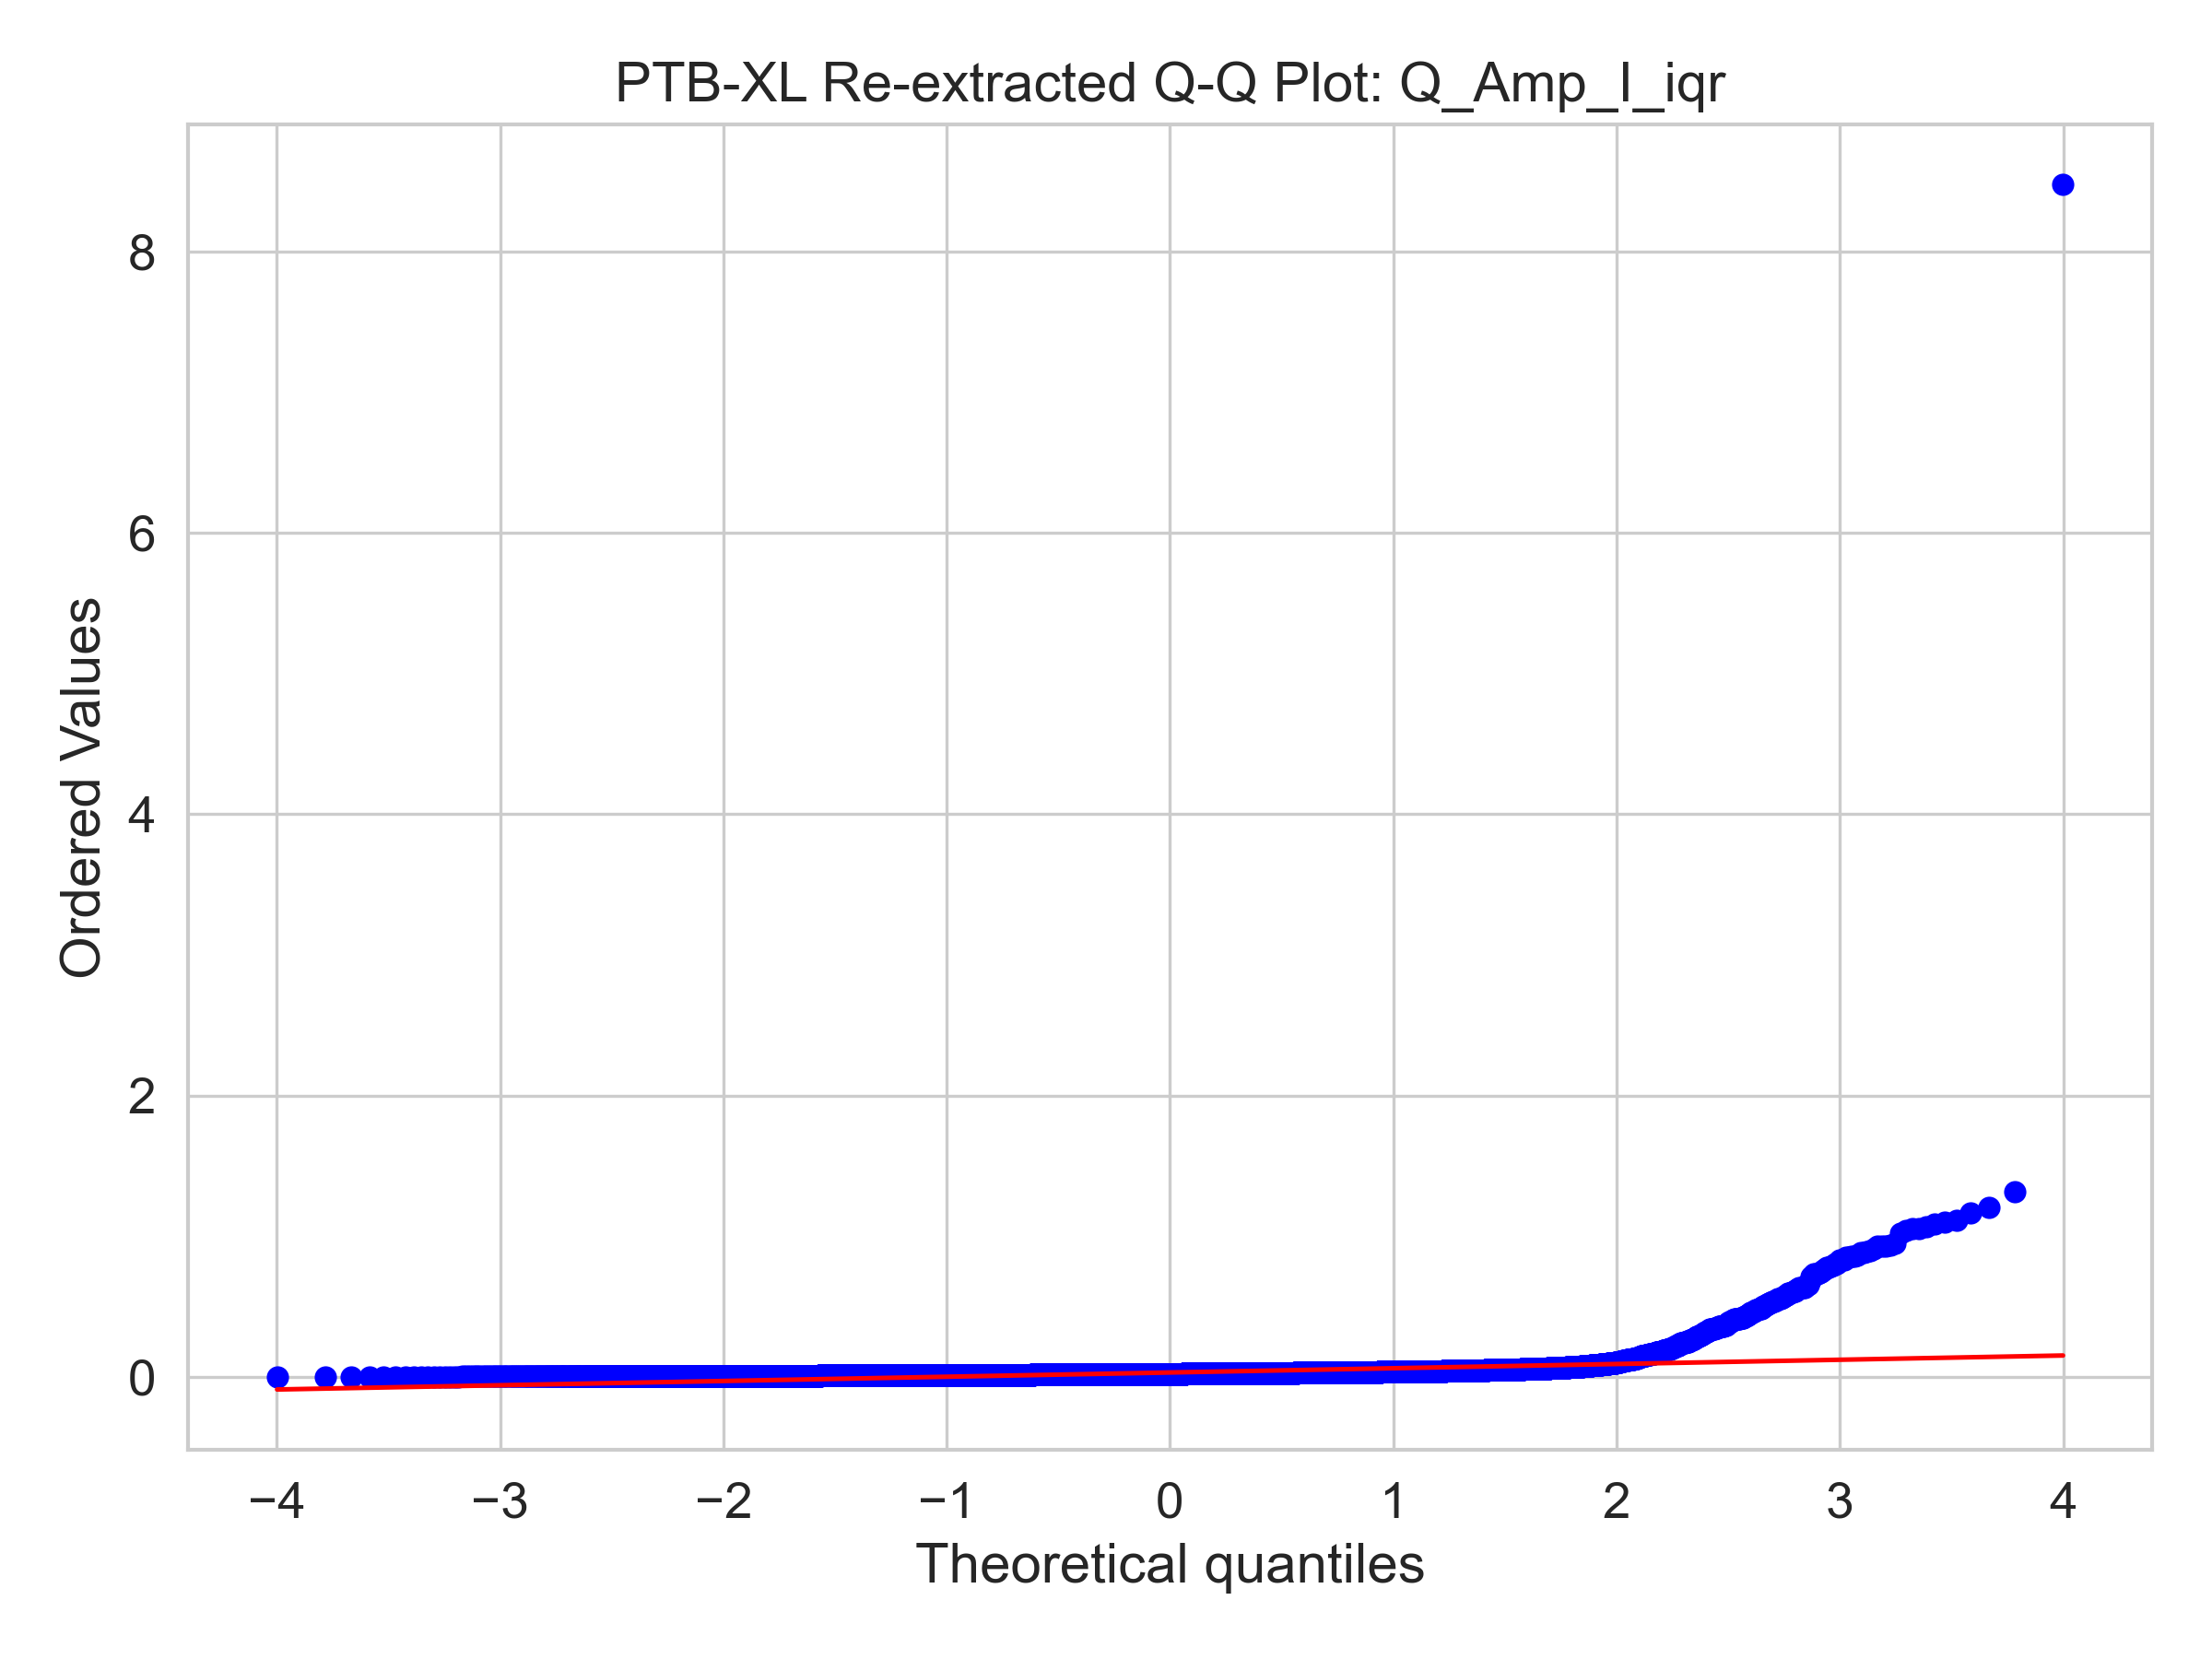 PTB-XL Re-extracted Q-Q Plot: Q_Amp_I_iqr
8
6
4
2
0
Ordered Values
−4 −3 −2 −1 0 1 2 3 4
Theoretical quantiles